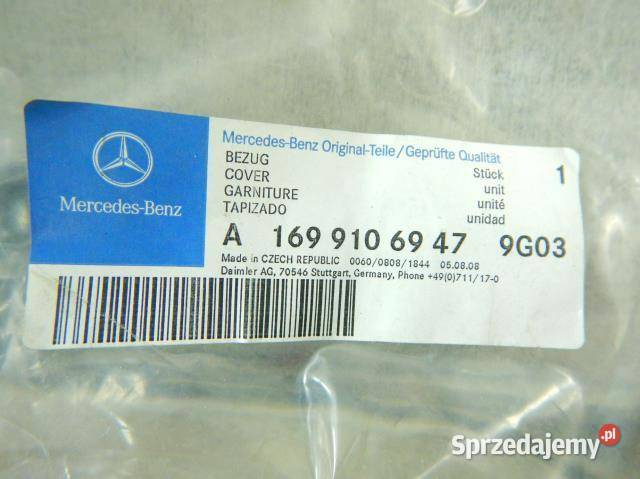 Mercedes-Benz
Mercedes-Benz Original-Teile/Geprüfte Qualität
BEZUG Stück 1
COVER unit
GARNITURE unité
TAPIZADO unidad
A 169 910 69 47 9G03
Made in CZECH REPUBLIC 0060/0808/1844 05.08.08
Daimler AG, 70546 Stuttgart, Germany, Phone +49(0)711/17-0
Sprzedajemy.pl